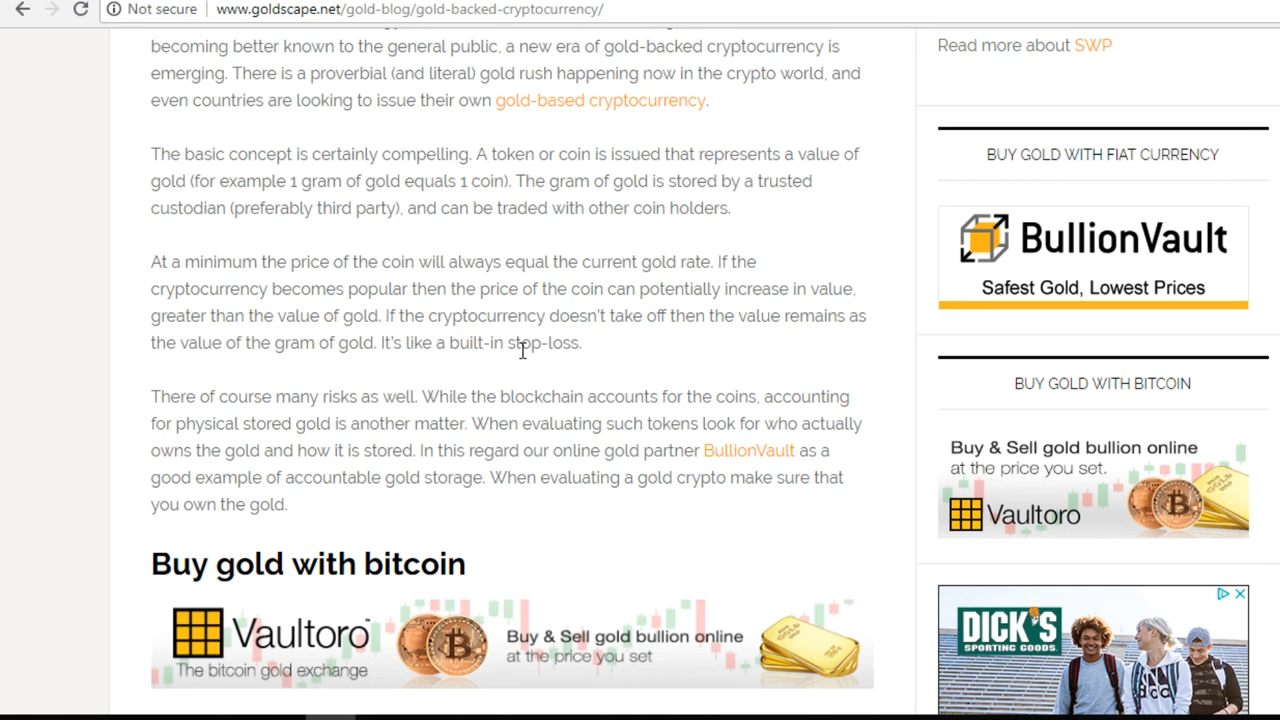 Not secure www.goldscape.net/gold-blog/gold-backed-cryptocurrency/
becoming better known to the general public, a new era of gold-backed cryptocurrency is
emerging. There is a proverbial (and literal) gold rush happening now in the crypto world, and
even countries are looking to issue their own gold-based cryptocurrency.
The basic concept is certainly compelling. A token or coin is issued that represents a value of
gold (for example 1 gram of gold equals 1 coin). The gram of gold is stored by a trusted
custodian (preferably third party), and can be traded with other coin holders.
At a minimum the price of the coin will always equal the current gold rate. If the
cryptocurrency becomes popular then the price of the coin can potentially increase in value,
greater than the value of gold. If the cryptocurrency doesn't take off then the value remains as
the value of the gram of gold. It's like a built-in stop-loss.
There of course many risks as well. While the blockchain accounts for the coins, accounting
for physical stored gold is another matter. When evaluating such tokens look for who actually
owns the gold and how it is stored. In this regard our online gold partner BullionVault as a
good example of accountable gold storage. When evaluating a gold crypto make sure that
you own the gold.
Buy gold with bitcoin
Vaultoro™
The bitcoin gold exchange
Buy & Sell gold bullion online
at the price you set
Read more about SWP
BUY GOLD WITH FIAT CURRENCY
BullionVault
Safest Gold, Lowest Prices
BUY GOLD WITH BITCOIN
Buy & Sell gold bullion online
at the price you set.
Vaultoro
DICK'S
SPORTING GOODS.